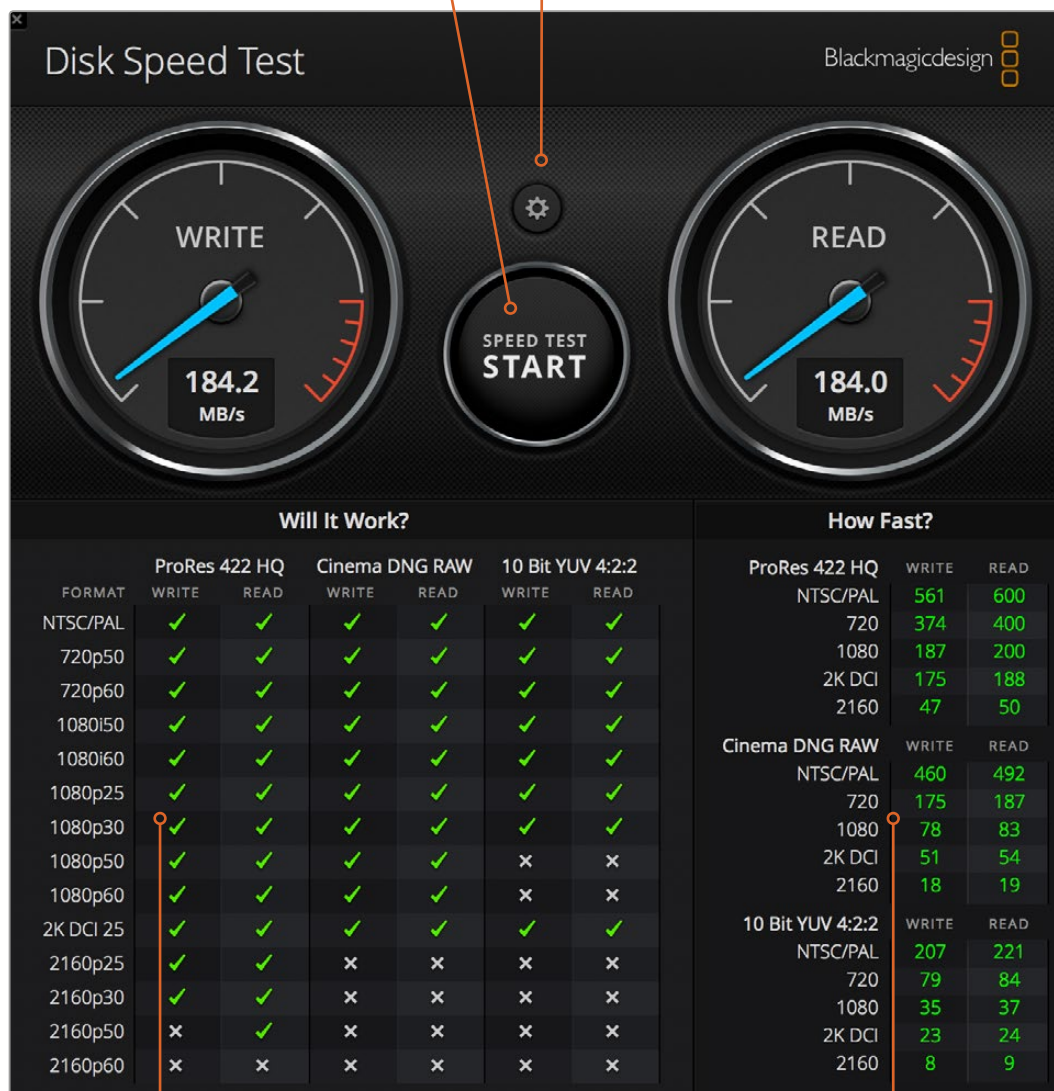 Disk Speed Test
Blackmagicdesign
WRITE
184.2
MB/s
SPEED TEST
START
READ
184.0
MB/s
Will It Work?
ProRes 422 HQ Cinema DNG RAW 10 Bit YUV 4:2:2
FORMAT WRITE READ WRITE READ WRITE READ
NTSC/PAL ✓ ✓ ✓ ✓ ✓ ✓
720p50 ✓ ✓ ✓ ✓ ✓ ✓
720p60 ✓ ✓ ✓ ✓ ✓ ✓
1080i50 ✓ ✓ ✓ ✓ ✓ ✓
1080i60 ✓ ✓ ✓ ✓ ✓ ✓
1080p25 ✓ ✓ ✓ ✓ ✓ ✓
1080p30 ✓ ✓ ✓ ✓ ✓ ✓
1080p50 ✓ ✓ ✓ ✓ × ×
1080p60 ✓ ✓ ✓ ✓ × ×
2K DCI 25 ✓ ✓ ✓ ✓ ✓ ✓
2160p25 ✓ ✓ × × × ×
2160p30 ✓ ✓ × × × ×
2160p50 × ✓ × × × ×
2160p60 × × × × × ×
How Fast?
ProRes 422 HQ WRITE READ
NTSC/PAL 561 600
720 374 400
1080 187 200
2K DCI 175 188
2160 47 50
Cinema DNG RAW WRITE READ
NTSC/PAL 460 492
720 175 187
1080 78 83
2K DCI 51 54
2160 18 19
10 Bit YUV 4:2:2 WRITE READ
NTSC/PAL 207 221
720 79 84
1080 35 37
2K DCI 23 24
2160 8 9